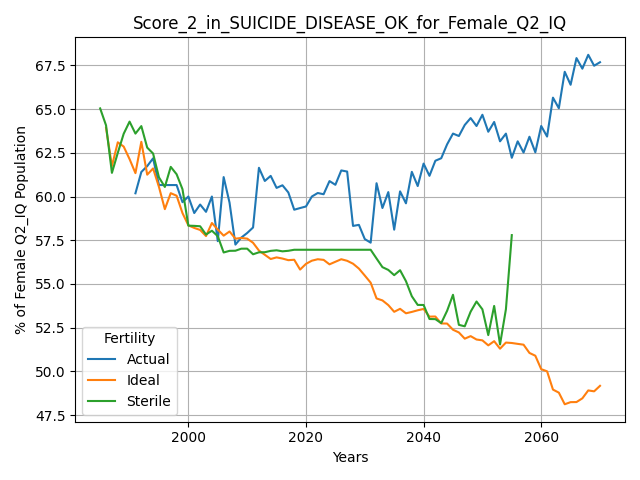 Score_2_in_SUICIDE_DISEASE_OK_for_Female_Q2_IQ
% of Female Q2_IQ Population
67.5
65.0
62.5
60.0
57.5
55.0
52.5
50.0
47.5
Fertility
Actual
Ideal
Sterile
2000
2020
2040
2060
Years